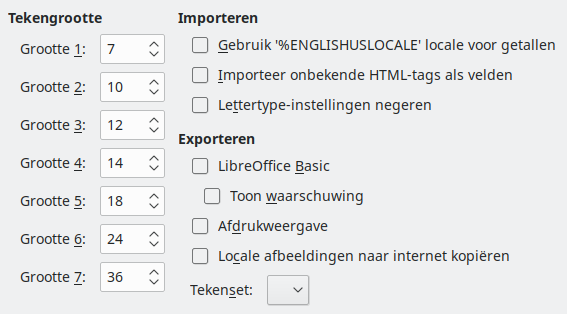 Tekengrootte
Grootte 1: 7
Grootte 2: 10
Grootte 3: 12
Grootte 4: 14
Grootte 5: 18
Grootte 6: 24
Grootte 7: 36
Importeren
Gebruik '%ENGLISHUSLOCALE' locale voor getallen
Importeer onbekende HTML-tags als velden
Lettertype-instellingen negeren
Exporteren
LibreOffice Basic
Toon waarschuwing
Afdrukweergave
Locale afbeeldingen naar internet kopiëren
Tekenset: